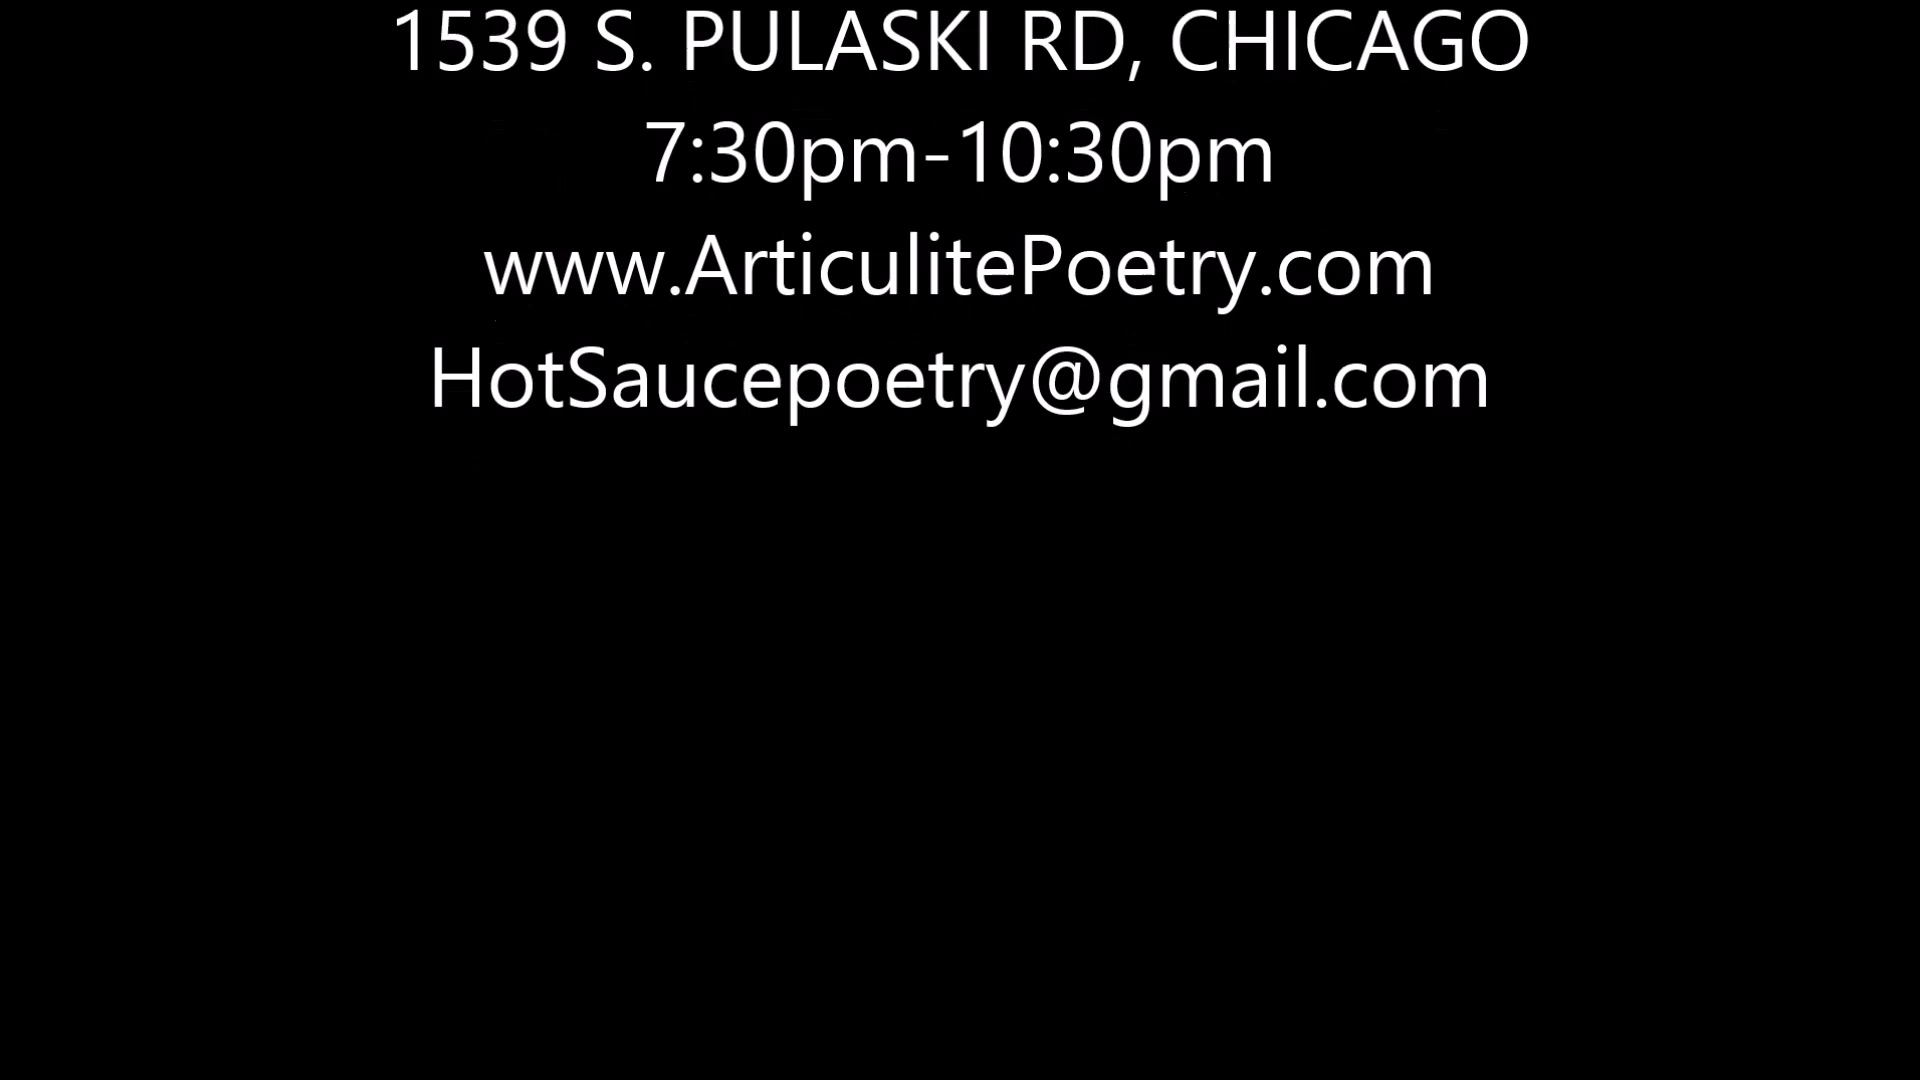 1539 S. PULASKI RD, CHICAGO
7:30pm-10:30pm
www.ArticulitePoetry.com
HotSaucepoetry@gmail.com